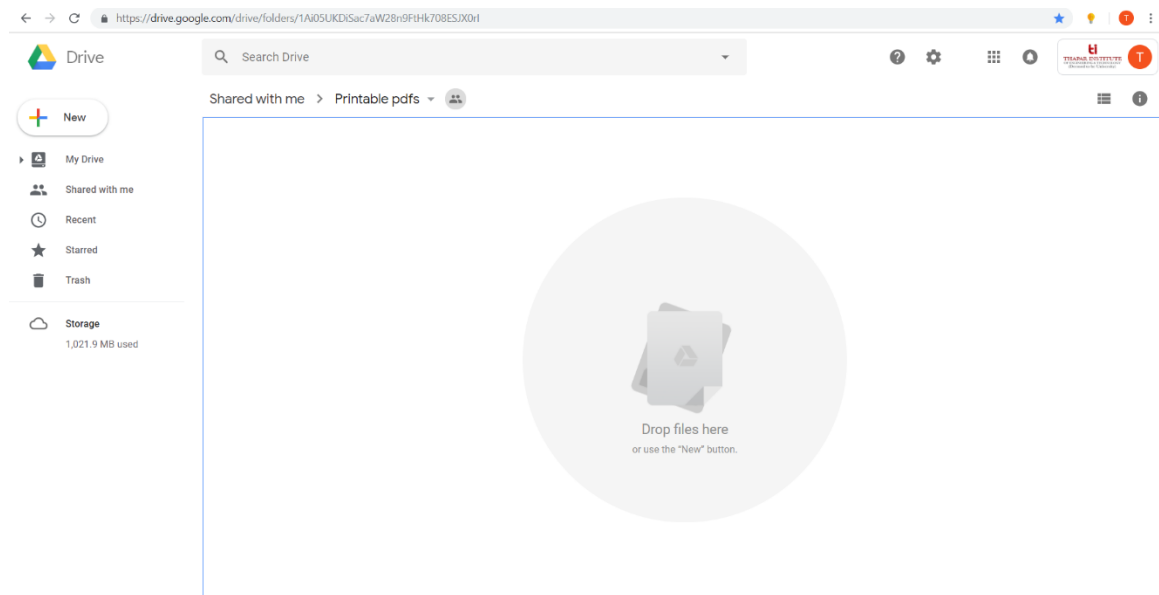 https://drive.google.com/drive/folders/1Ai05UKDiSac7aW28n9FtHk708ESJX0rI
T
Drive
Search Drive
THAPAR INSTITUTE
T
Shared with me > Printable pdfs
New
My Drive
Shared with me
Recent
Starred
Trash
Storage
1,021.9 MB used
Drop files here
or use the "New" button.